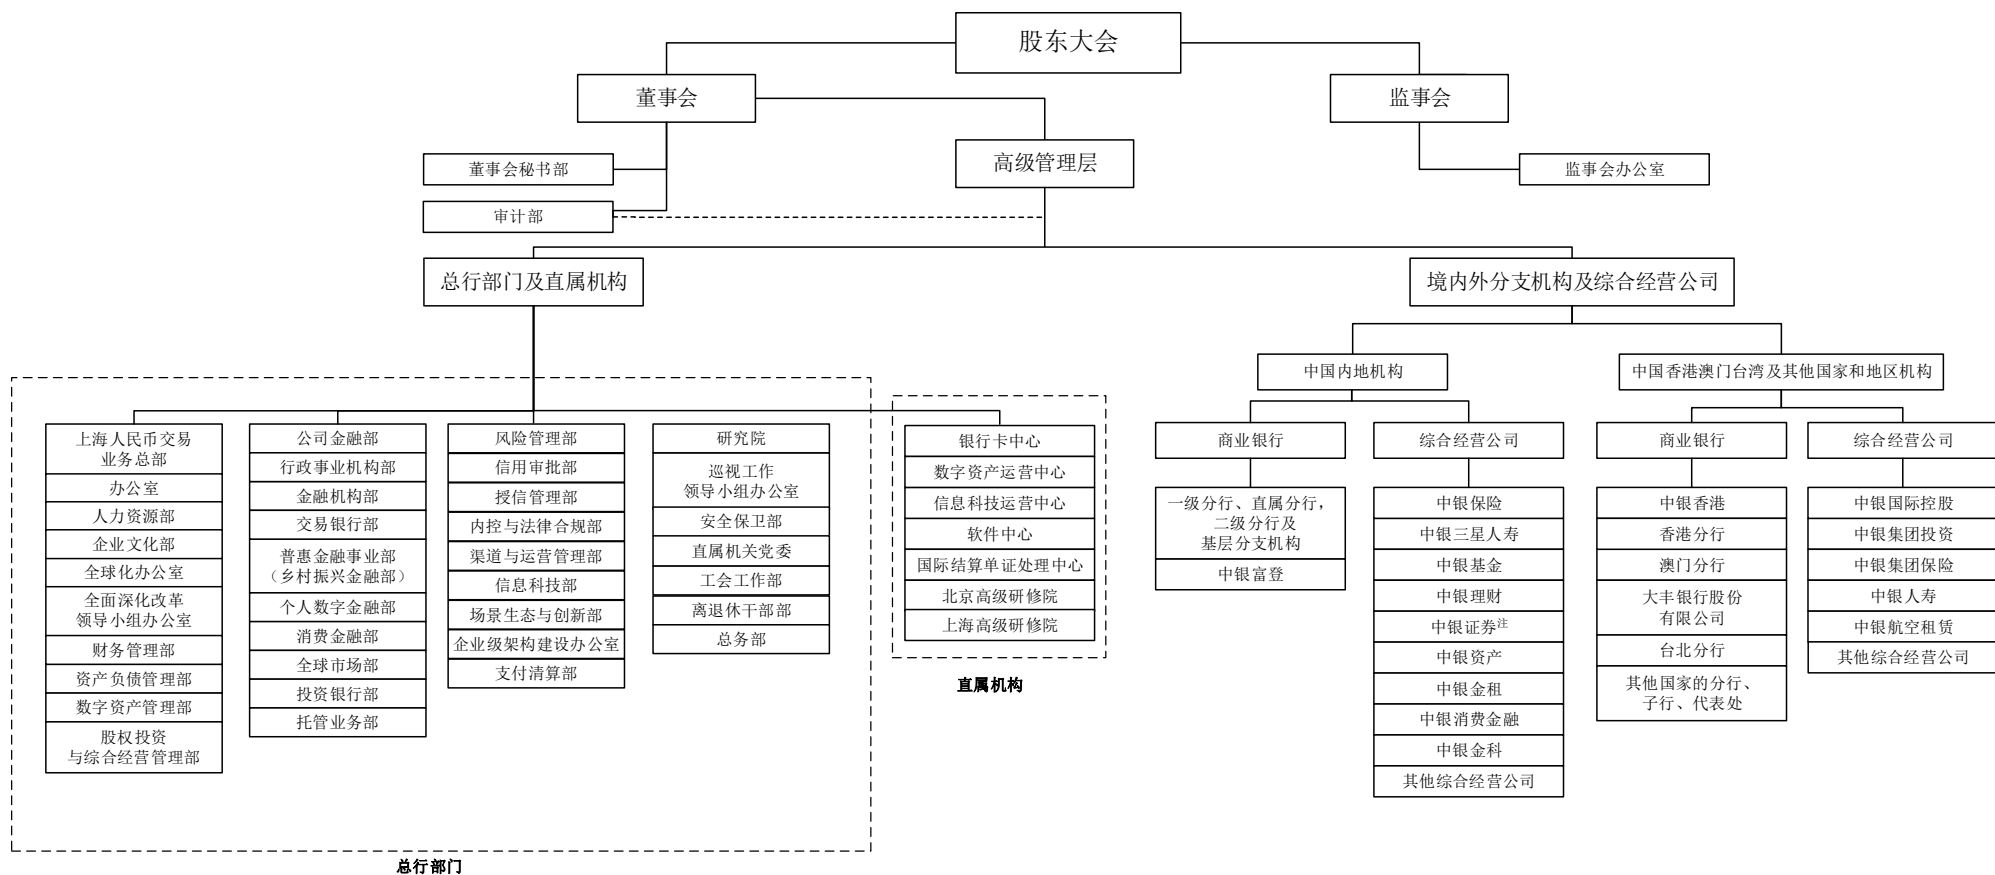 股东大会
董事会
监事会
董事会秘书部
高级管理层
监事会办公室
审计部
总行部门及直属机构
境内外分支机构及综合经营公司
中国内地机构
中国香港澳门台湾及其他国家和地区机构
上海人民币交易
业务总部
办公室
人力资源部
企业文化部
全球化办公室
全面深化改革
领导小组办公室
财务管理部
资产负债管理部
数字资产管理部
股权投资
与综合经营管理部
公司金融部
行政事业机构部
金融机构部
交易银行部
普惠金融事业部
（乡村振兴金融部）
个人数字金融部
消费金融部
全球市场部
投资银行部
托管业务部
风险管理部
信用审批部
授信管理部
内控与法律合规部
渠道与运营管理部
信息科技部
场景生态与创新部
企业级架构建设办公室
支付清算部
研究院
巡视工作
领导小组办公室
安全保卫部
直属机关党委
工会工作部
离退休干部部
总务部
总行部门
银行卡中心
数字资产运营中心
信息科技运营中心
软件中心
国际结算单证处理中心
北京高级研修院
上海高级研修院
直属机构
商业银行
一级分行、直属分行，
二级分行及
基层分支机构
中银富登
综合经营公司
中银保险
中银三星人寿
中银基金
中银理财
中银证券注
中银资产
中银金租
中银消费金融
中银金科
其他综合经营公司
商业银行
中银香港
香港分行
澳门分行
大丰银行股份
有限公司
台北分行
其他国家的分行、
子行、代表处
综合经营公司
中银国际控股
中银集团投资
中银集团保险
中银人寿
中银航空租赁
其他综合经营公司